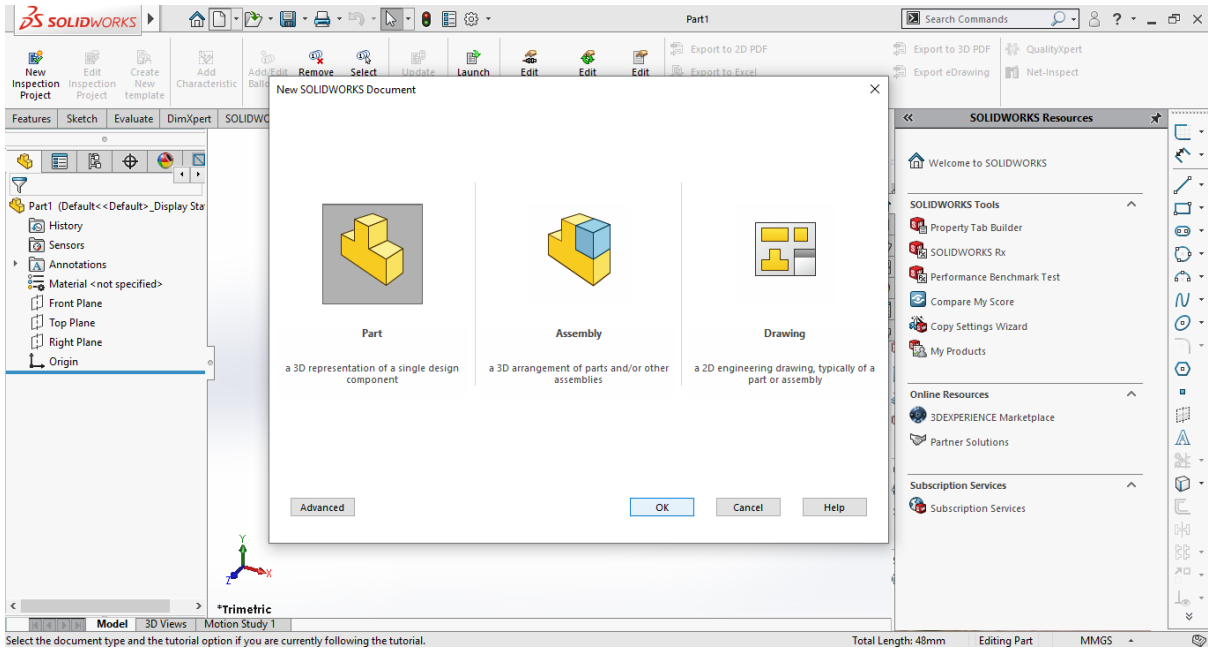 SOLIDWORKS
Part1
Search Commands
New Inspection Project
Edit Inspection Project
Create New template
Add Characteristic
Add/Edit
Remove
Select
Update
Launch
Edit
Edit
Edit
Export to 2D PDF
Export to Excel
Export to 3D PDF
Export eDrawing
QualityXpert
Net-Inspect
Features
Sketch
Evaluate
DimXpert
Part1 (Default<<Default>_Display Sta
History
Sensors
Annotations
Material <not specified>
Front Plane
Top Plane
Right Plane
Origin
New SOLIDWORKS Document
Part
a 3D representation of a single design
component
Assembly
a 3D arrangement of parts and/or other
assemblies
Drawing
a 2D engineering drawing, typically of a
part or assembly
Advanced
OK
Cancel
Help
SOLIDWORKS Resources
Welcome to SOLIDWORKS
SOLIDWORKS Tools
Property Tab Builder
SOLIDWORKS Rx
Performance Benchmark Test
Compare My Score
Copy Settings Wizard
My Products
Online Resources
3DEXPERIENCE Marketplace
Partner Solutions
Subscription Services
Subscription Services
Y
X
Z
*Trimetric
Model
3D Views
Motion Study 1
Select the document type and the tutorial option if you are currently following the tutorial.
Total Length: 48mm
Editing Part
MMGS